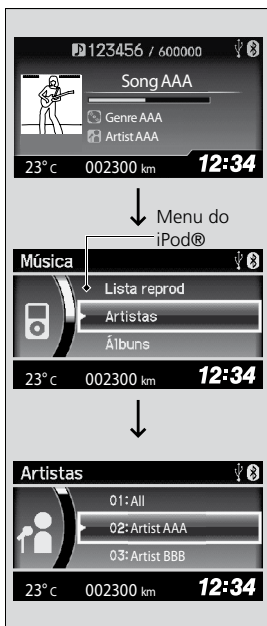 123456 / 600000
Song AAA
Genre AAA
Artist AAA
23°c 002300 km 12:34
Menu do
iPod®
Música
Lista reprod
Artistas
Álbuns
23°c 002300 km 12:34
Artistas
01:All
02:Artist AAA
03:Artist BBB
23°c 002300 km 12:34